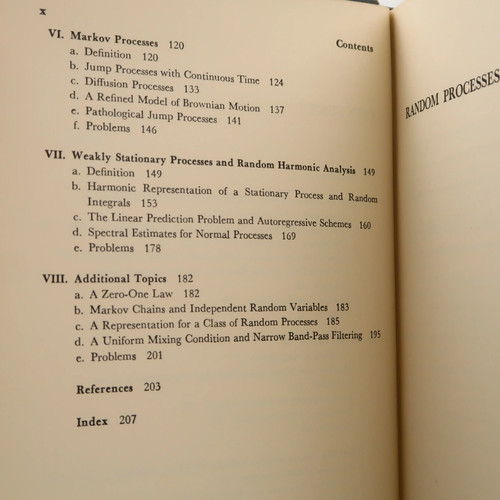 x
Contents
VI. Markov Processes 120
a. Definition 120
b. Jump Processes with Continuous Time 124
c. Diffusion Processes 133
d. A Refined Model of Brownian Motion 137
e. Pathological Jump Processes 141
f. Problems 146
VII. Weakly Stationary Processes and Random Harmonic Analysis 149
a. Definition 149
b. Harmonic Representation of a Stationary Process and Random
Integrals 153
c. The Linear Prediction Problem and Autoregressive Schemes 160
d. Spectral Estimates for Normal Processes 169
e. Problems 178
VIII. Additional Topics 182
a. A Zero-One Law 182
b. Markov Chains and Independent Random Variables 183
c. A Representation for a Class of Random Processes 185
d. A Uniform Mixing Condition and Narrow Band-Pass Filtering 195
e. Problems 201
References 203
Index 207
RANDOM PROCESSES